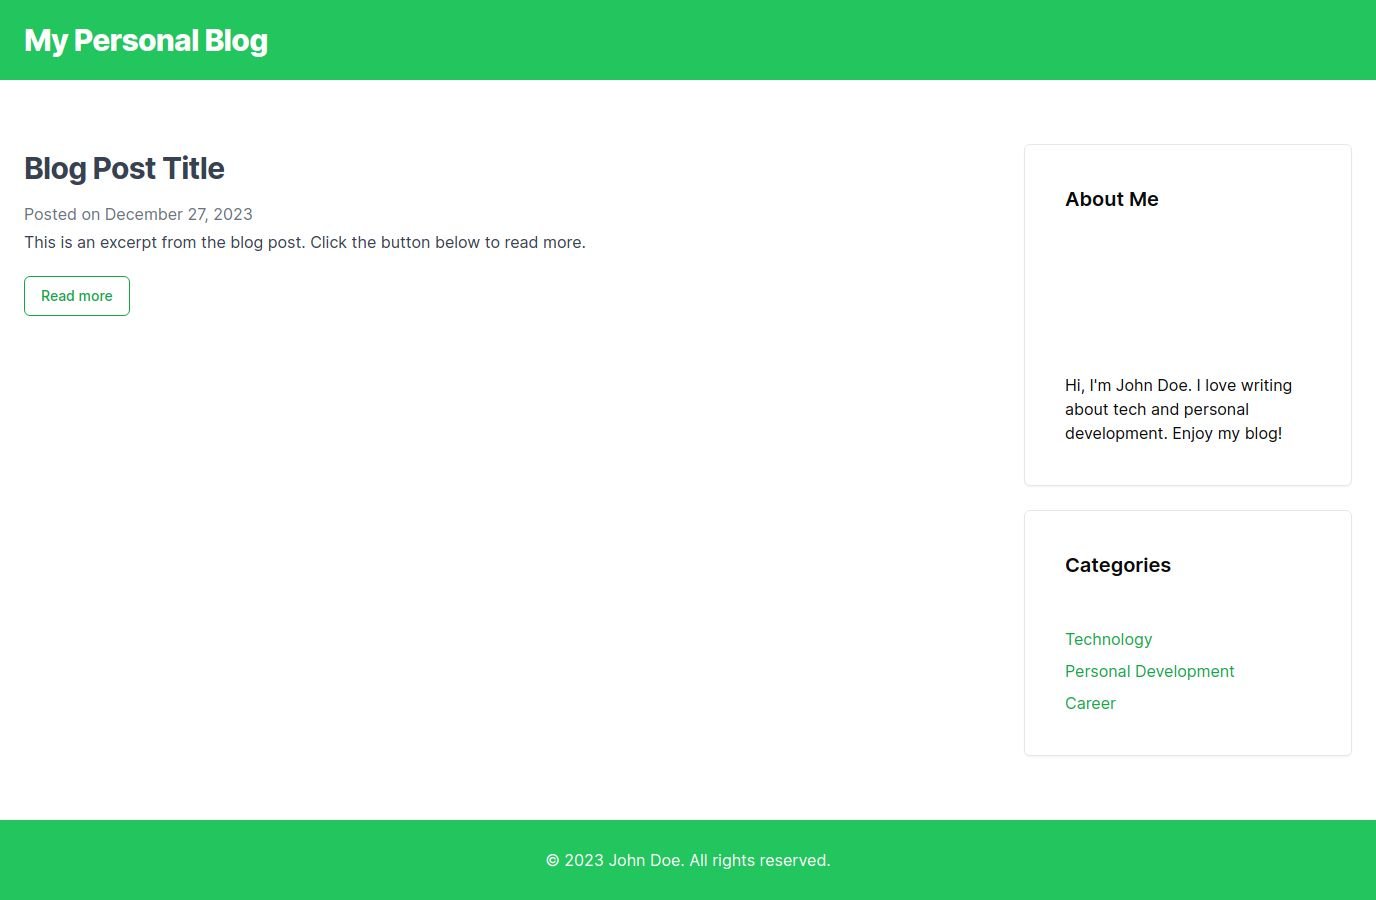 My Personal Blog
Blog Post Title
Posted on December 27, 2023
This is an excerpt from the blog post. Click the button below to read more.
Read more
About Me
Hi, I'm John Doe. I love writing
about tech and personal
development. Enjoy my blog!
Categories
Technology
Personal Development
Career
© 2023 John Doe. All rights reserved.